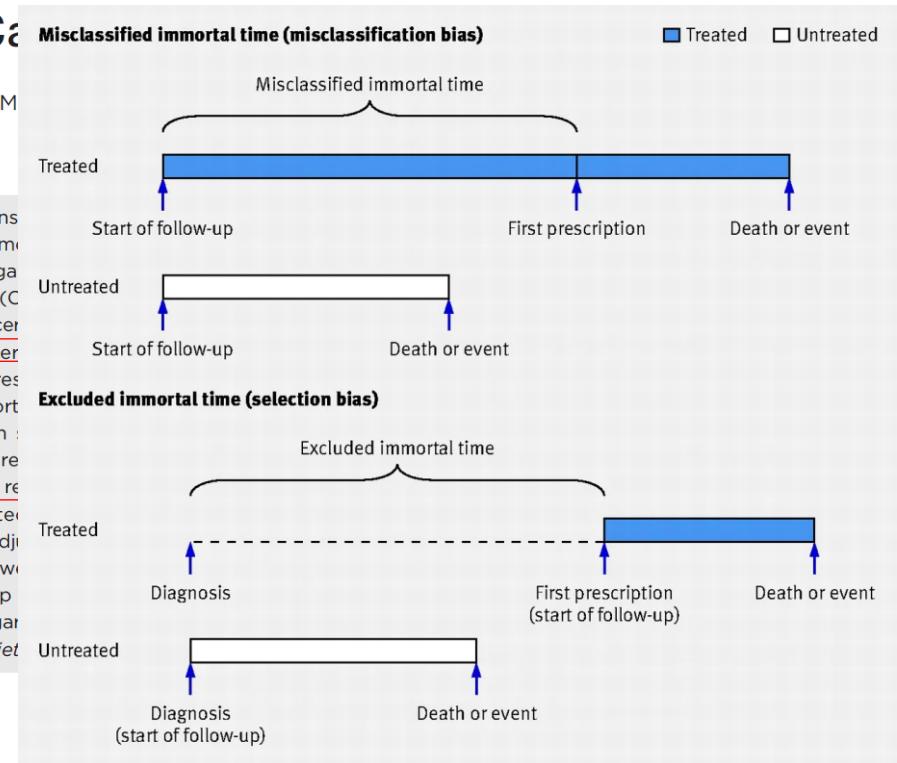 Misclassified immortal time (misclassification bias)
Treated Untreated
Misclassified immortal time
Treated
Start of follow-up First prescription Death or event
Untreated
Start of follow-up Death or event
Excluded immortal time (selection bias)
Excluded immortal time
Treated
Diagnosis First prescription Death or event
(start of follow-up)
Untreated
Diagnosis Death or event
(start of follow-up)